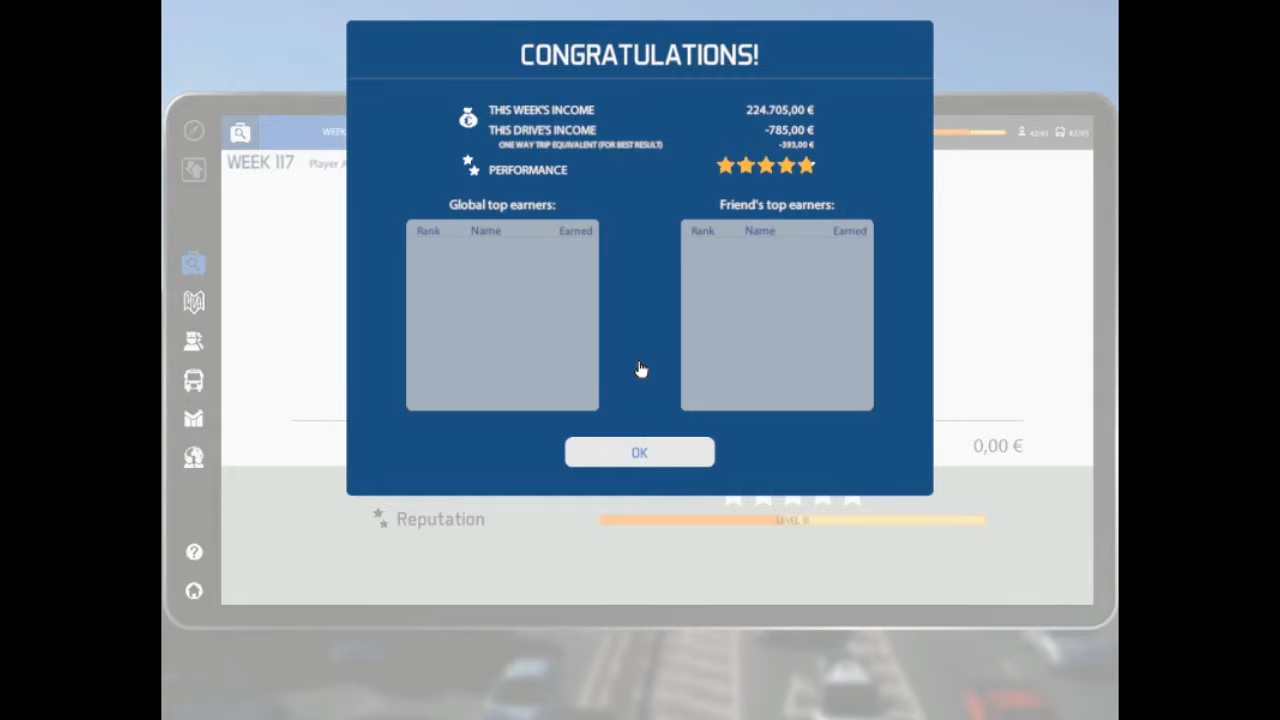 CONGRATULATIONS!
THIS WEEK'S INCOME 224.705,00 €
THIS DRIVE'S INCOME -785,00 €
ONE WAY TRIP EQUIVALENT (FOR BEST RESULT) -393,00 €
PERFORMANCE
Global top earners: Friend's top earners:
Rank Name Earned Rank Name Earned
OK
WEEK
WEEK 117 Player
0,00 €
Reputation
?